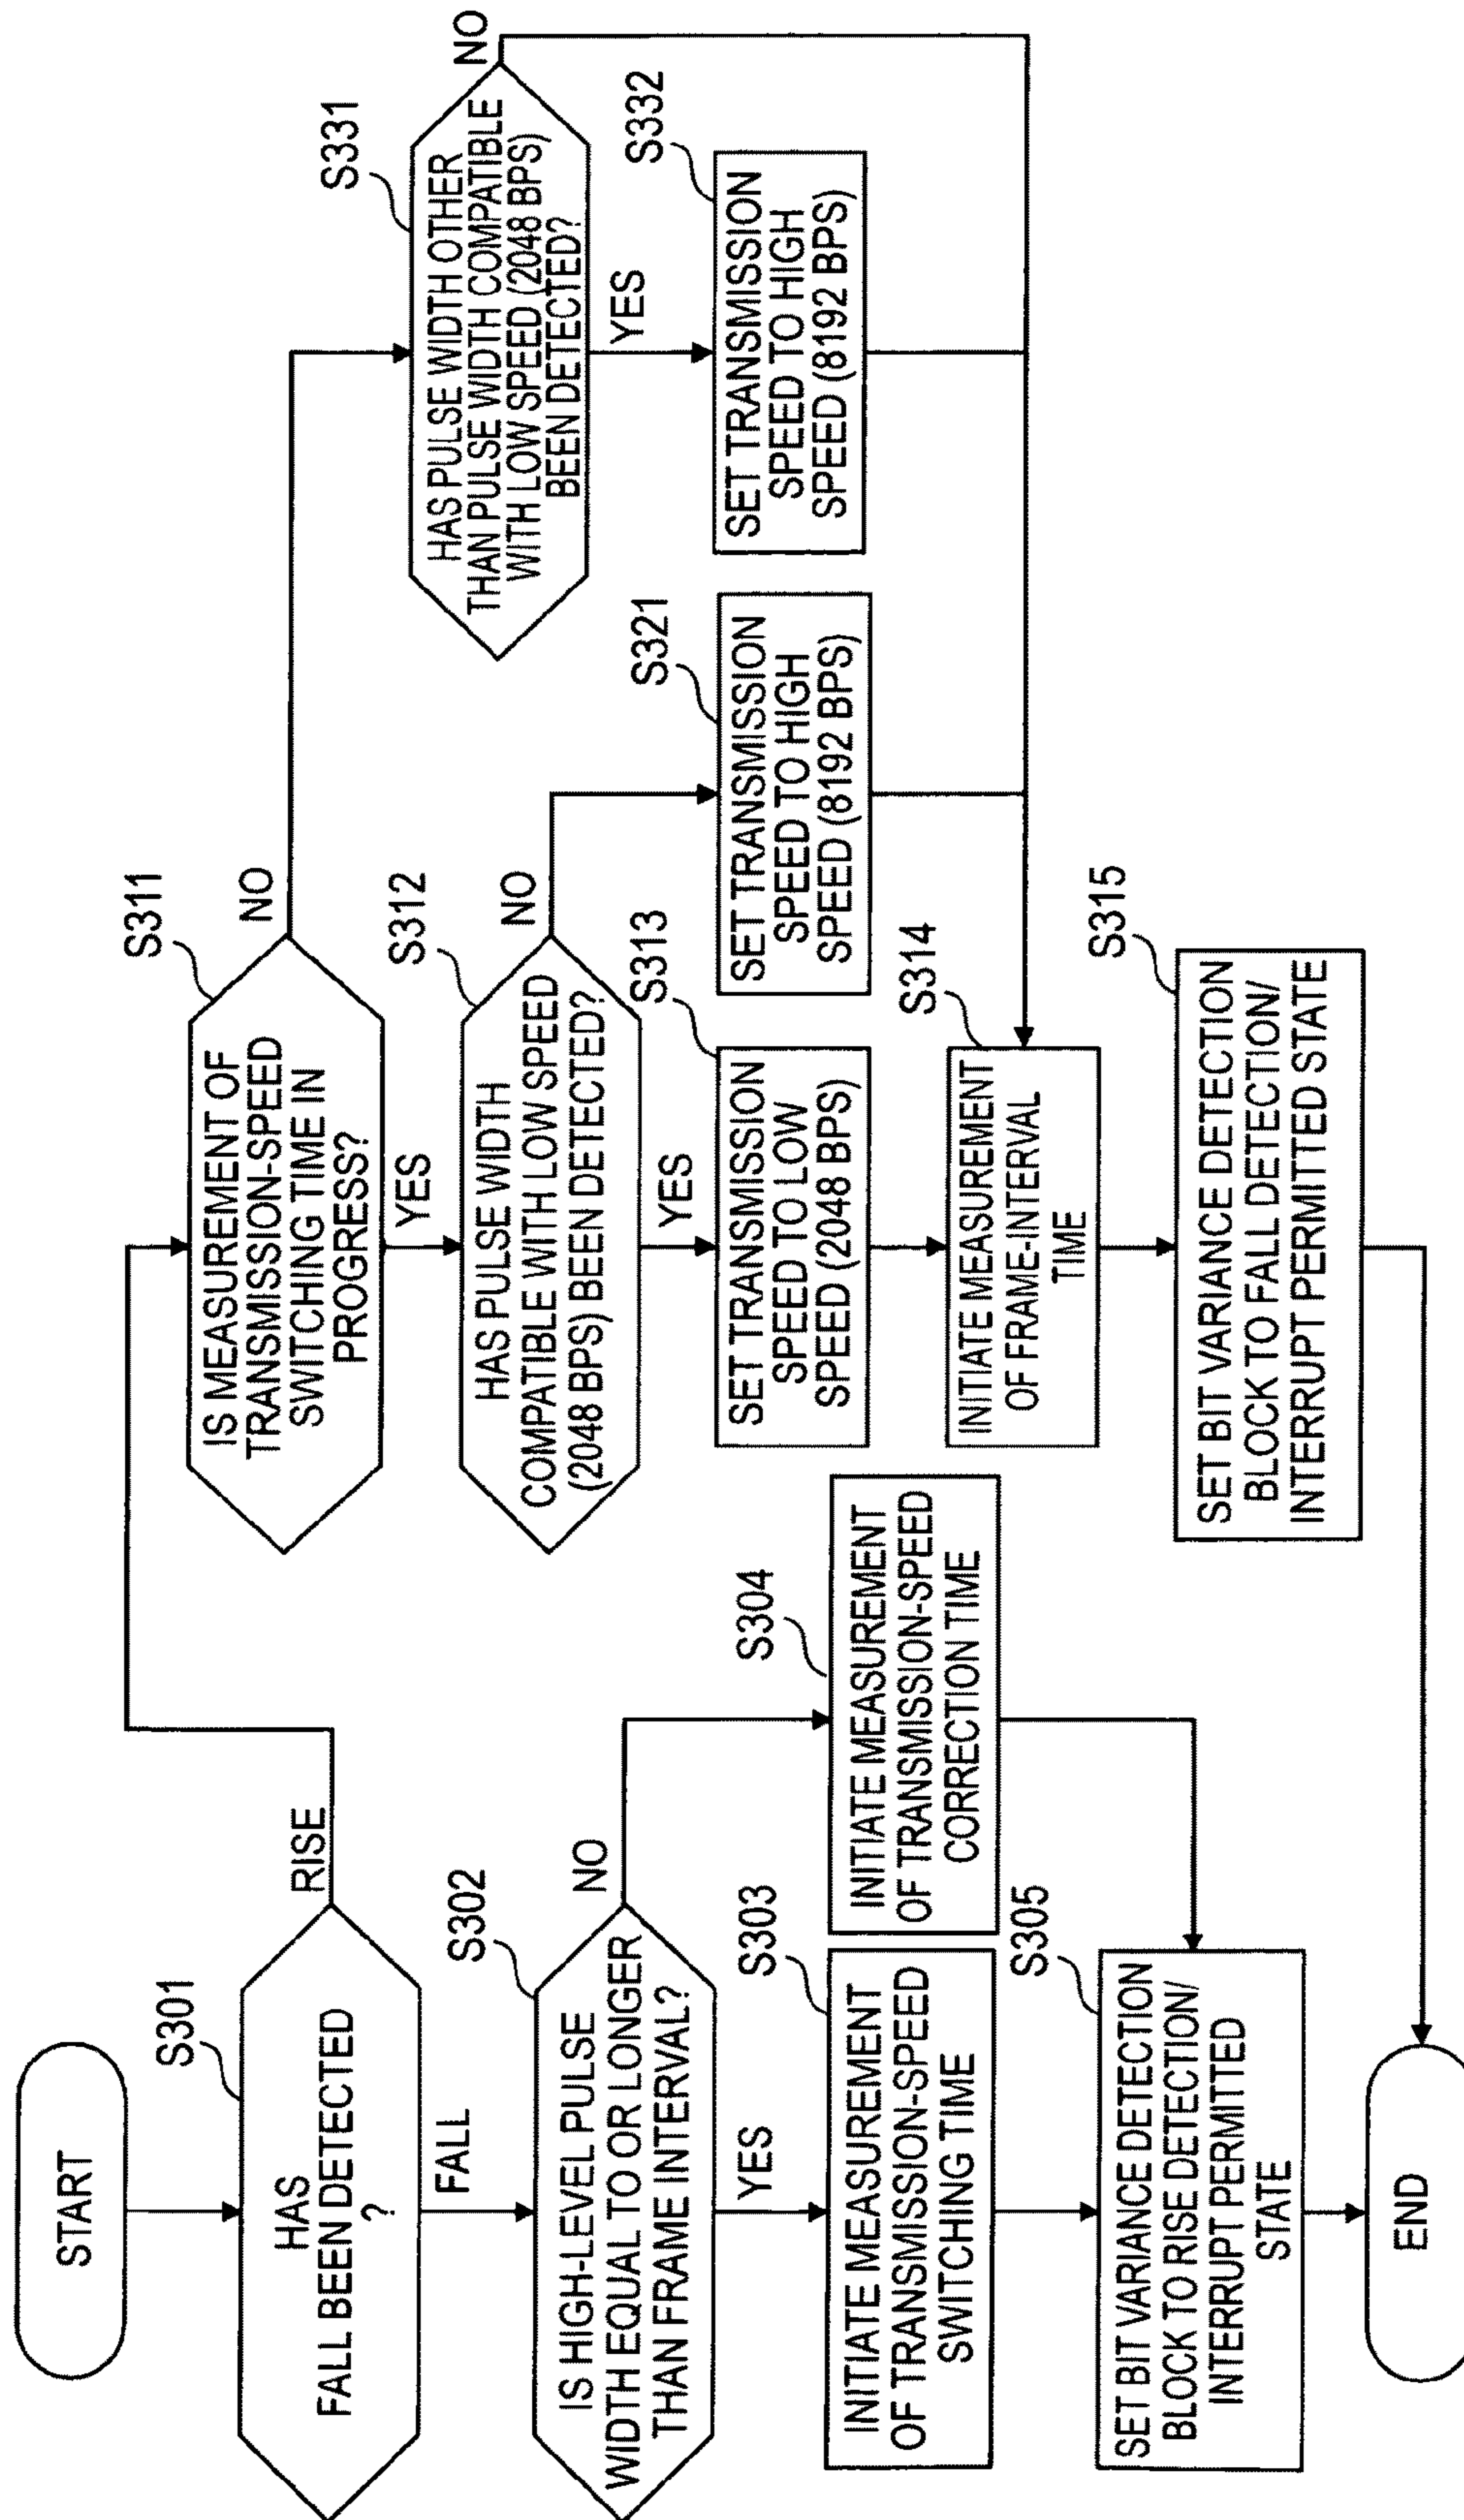 START
S301
HAS
FALL BEEN DETECTED
?
RISE
FALL
S302
IS HIGH-LEVEL PULSE
WIDTH EQUAL TO OR LONGER
THAN FRAME INTERVAL?
NO
YES
S303
INITIATE MEASUREMENT
OF TRANSMISSION-SPEED
SWITCHING TIME
S304
INITIATE MEASUREMENT
OF TRANSMISSION-SPEED
CORRECTION TIME
S305
SET BIT VARIANCE DETECTION
BLOCK TO RISE DETECTION/
INTERRUPT PERMITTED
STATE
END
S311
IS MEASUREMENT OF
TRANSMISSION-SPEED
SWITCHING TIME IN
PROGRESS?
NO
YES
S312
HAS PULSE WIDTH
COMPATIBLE WITH LOW SPEED
(2048 BPS) BEEN DETECTED?
NO
YES
S313
SET TRANSMISSION
SPEED TO LOW
SPEED (2048 BPS)
S314
INITIATE MEASUREMENT
OF FRAME-INTERVAL
TIME
S315
SET BIT VARIANCE DETECTION
BLOCK TO FALL DETECTION/
INTERRUPT PERMITTED STATE
S321
SET TRANSMISSION
SPEED TO HIGH
SPEED (8192 BPS)
S331
HAS PULSE WIDTH OTHER
THAN PULSE WIDTH COMPATIBLE
WITH LOW SPEED (2048 BPS)
BEEN DETECTED?
NO
YES
S332
SET TRANSMISSION
SPEED TO HIGH
SPEED (8192 BPS)